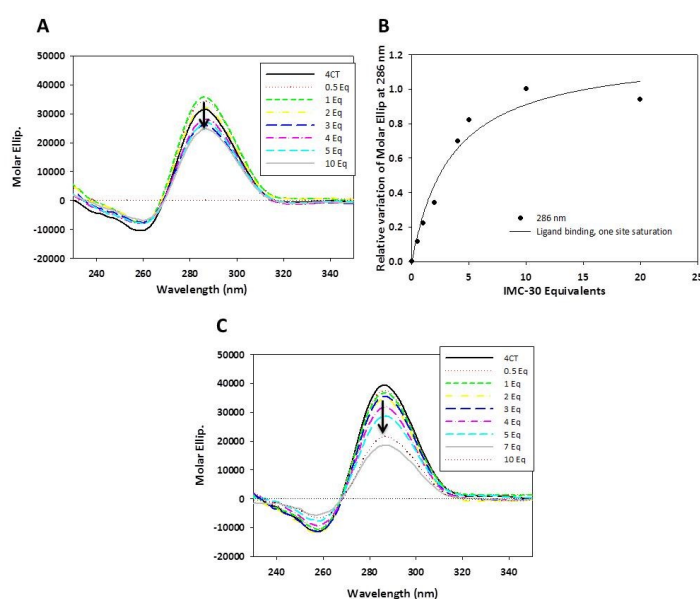 A
50000
40000
30000
20000
10000
0
-10000
-20000
Molar Ellip.
240 260 280 300 320 340
Wavelength (nm)
4CT
0.5 Eq
1 Eq
2 Eq
3 Eq
4 Eq
5 Eq
10 Eq
B
1.2
1.0
0.8
0.6
0.4
0.2
0.0
Relative variation of Molar Ellip at 286 nm
0 5 10 15 20 25
IMC-30 Equivalents
286 nm
Ligand binding, one site saturation
C
50000
40000
30000
20000
10000
0
-10000
-20000
Molar Ellip.
240 260 280 300 320 340
Wavelength (nm)
4CT
0.5 Eq
1 Eq
2 Eq
3 Eq
4 Eq
5 Eq
7 Eq
10 Eq